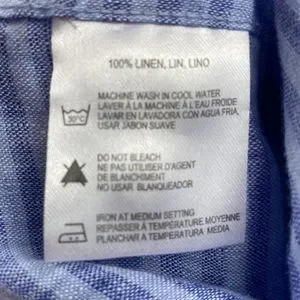 100% LINEN, LIN, LINO
MACHINE WASH IN COOL WATER
LAVER À LA MACHINE À L'EAU FROIDE
LAVAR EN LAVADORA CON AGUA FRIA,
USAR JABON SUAVE
30°C
DO NOT BLEACH
NE PAS UTILISER D'AGENT
DE BLANCHIMENT
NO USAR BLANQUEADOR
IRON AT MEDIUM SETTING
REPASSER À TEMPÉRATURE MOYENNE
PLANCHAR A TEMPERATURA MEDIA